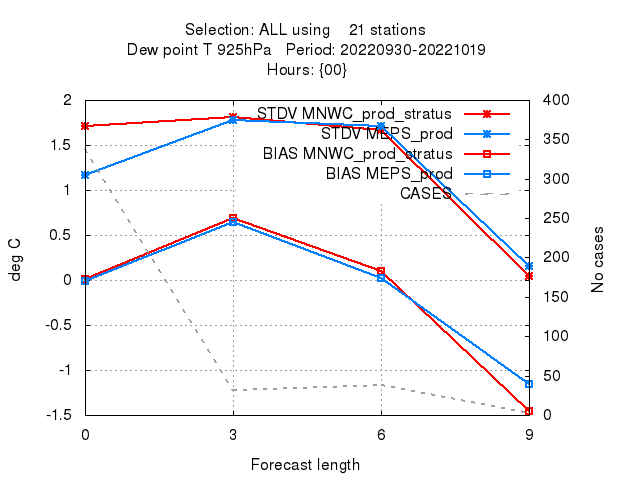 Selection: ALL using    21 stations
Dew point T 925hPa   Period: 20220930-20221019
Hours: {00}
STDV MNWC_prod_stratus
STDV MEPS_prod
BIAS MNWC_prod_stratus
BIAS MEPS_prod
CASES
2
1.5
1
0.5
0
-0.5
-1
-1.5
400
350
300
250
200
150
100
50
0
deg C
No cases
0 3 6 9
Forecast length